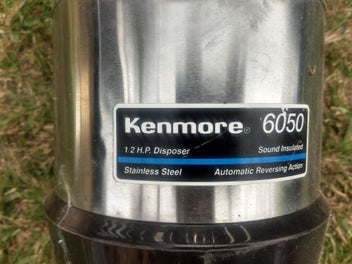 Kenmore® 6050
1 2 H.P. Disposer Sound Insulated
Stainless Steel Automatic Reversing Action